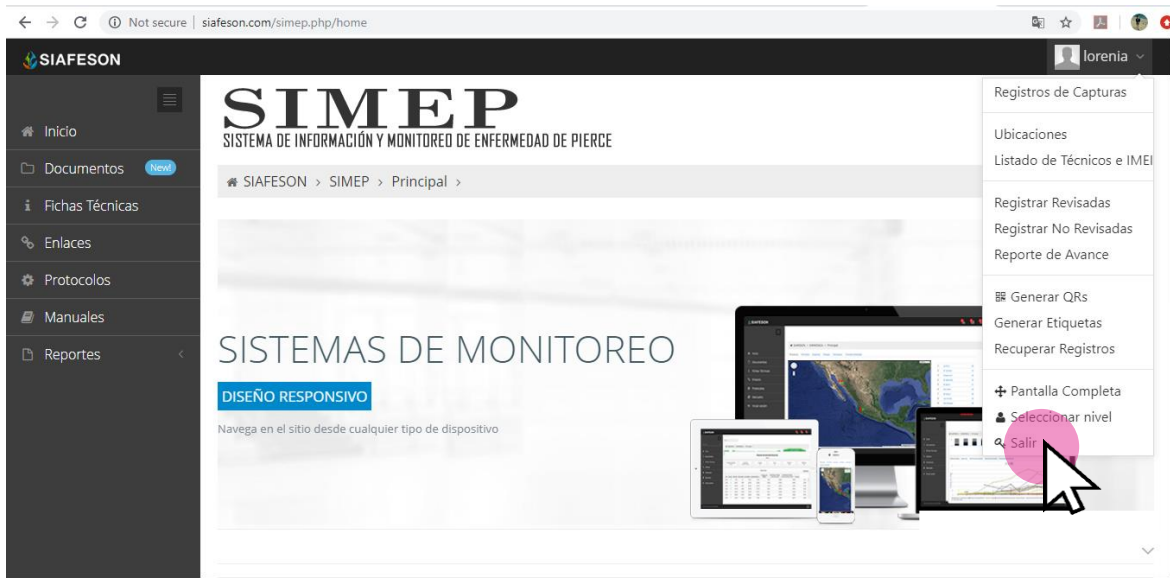 Not secure | siafeson.com/simep.php/home
SIAFESON
lorenia
Inicio
Documentos New!
Fichas Técnicas
Enlaces
Protocolos
Manuales
Reportes
SIMEP
SISTEMA DE INFORMACIÓN Y MONITOREO DE ENFERMEDAD DE PIERCE
SIAFESON > SIMEP > Principal >
SISTEMAS DE MONITOREO
DISEÑO RESPONSIVO
Navega en el sitio desde cualquier tipo de dispositivo
Registros de Capturas
Ubicaciones
Listado de Técnicos e IMEI
Registrar Revisadas
Registrar No Revisadas
Reporte de Avance
Generar QRs
Generar Etiquetas
Recuperar Registros
Pantalla Completa
Seleccionar nivel
Salir